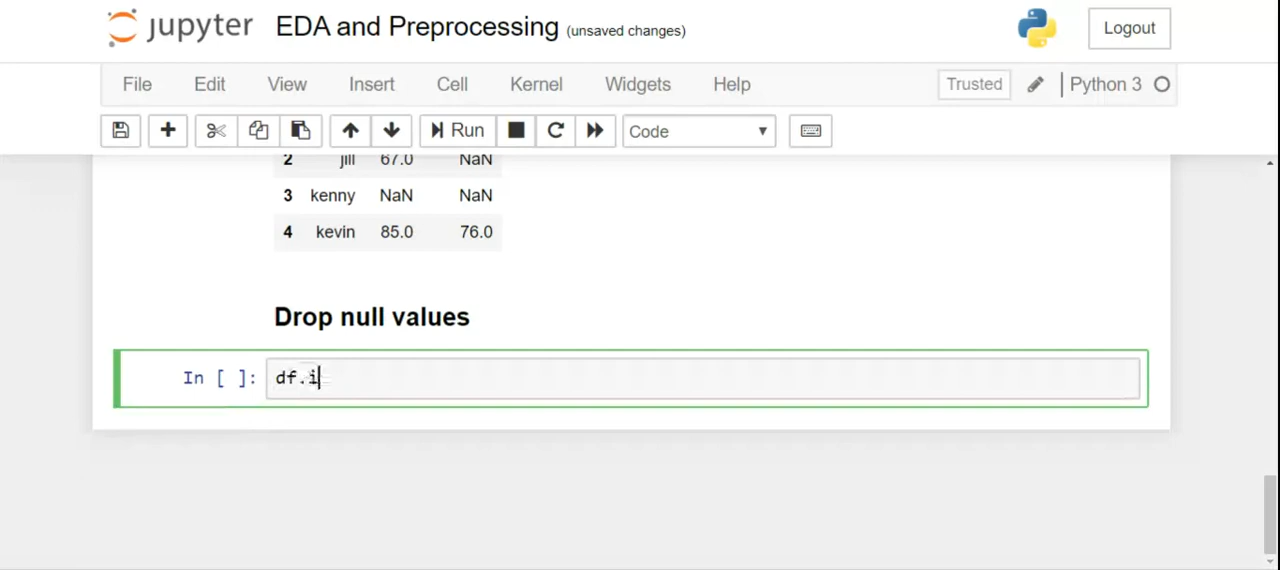 jupyter EDA and Preprocessing (unsaved changes) Logout
File Edit View Insert Cell Kernel Widgets Help Trusted Python 3
Run Code
2 jill 67.0 NaN
3 kenny NaN NaN
4 kevin 85.0 76.0
Drop null values
In [ ]: df.i